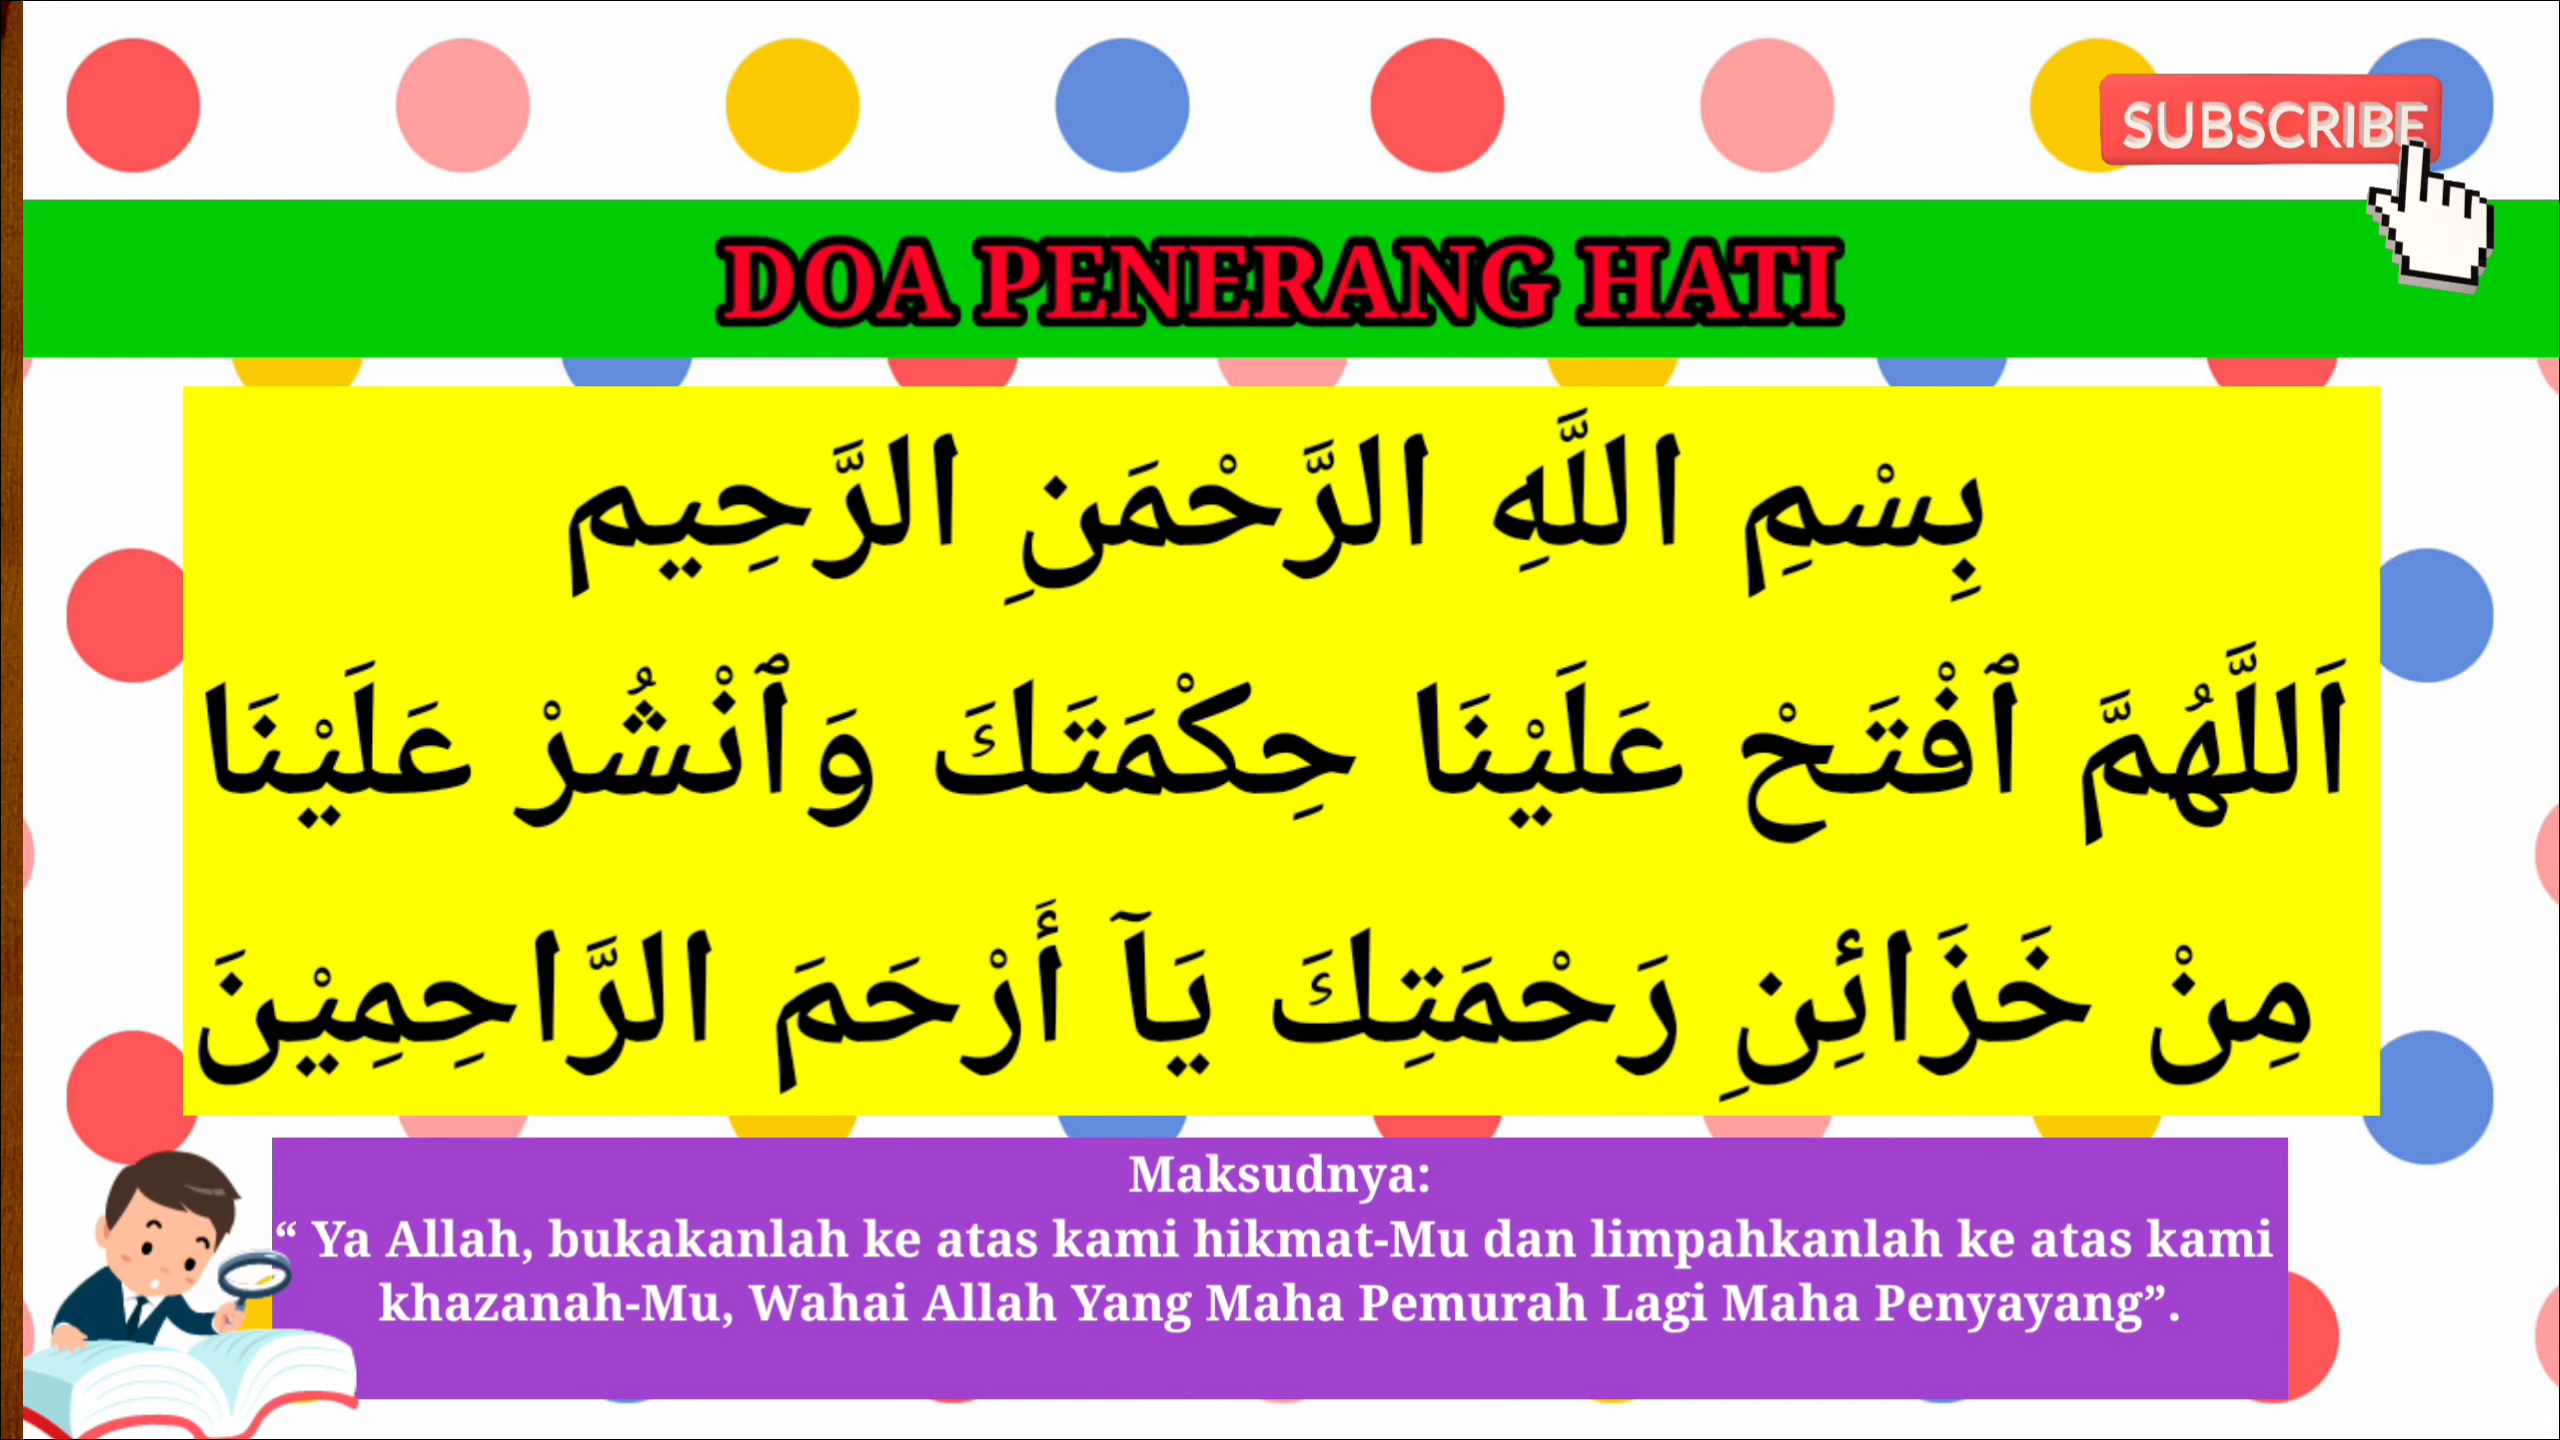 SUBSCRIBE
DOA PENERANG HATI
بِسْمِ اللَّهِ الرَّحْمَنِ الرَّحِيم
اَللَّهُمَّ ٱفْتَحْ عَلَيْنَا حِكْمَتَكَ وَٱنْشُرْ عَلَيْنَا
مِنْ خَزَائِنِ رَحْمَتِكَ يَآ أَرْحَمَ الرَّاحِمِيْنَ
Maksudnya:
“ Ya Allah, bukakanlah ke atas kami hikmat-Mu dan limpahkanlah ke atas kami
khazanah-Mu, Wahai Allah Yang Maha Pemurah Lagi Maha Penyayang”.